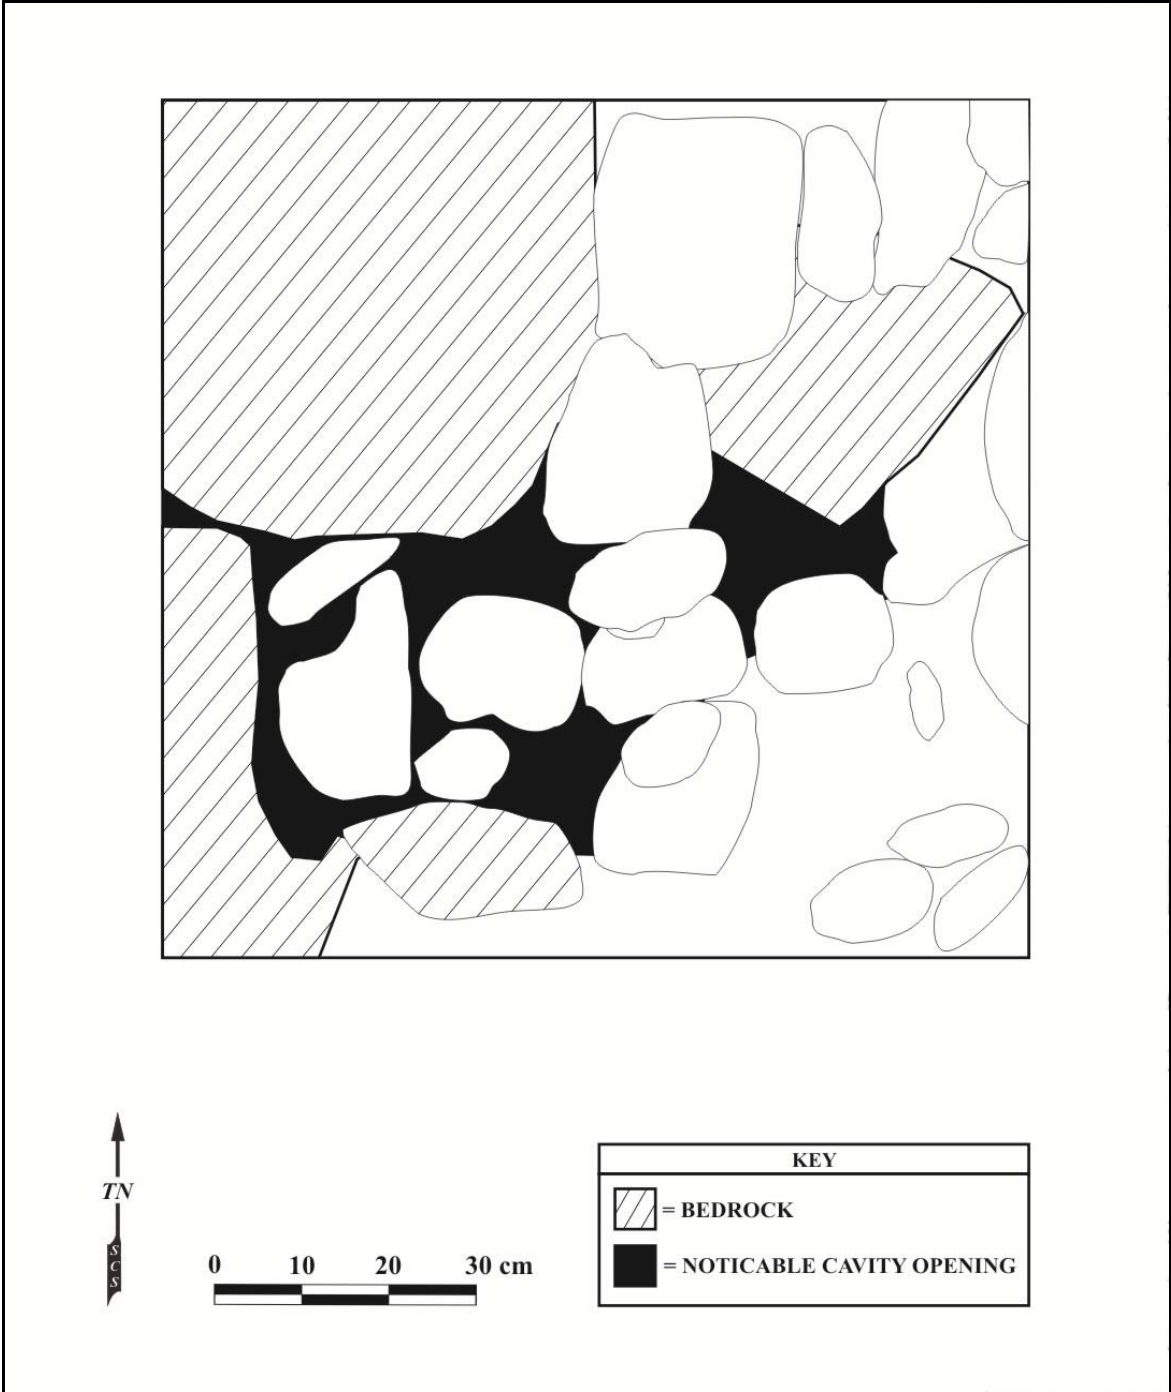 TN
SCS
0 10 20 30 cm
KEY
= BEDROCK
= NOTICABLE CAVITY OPENING